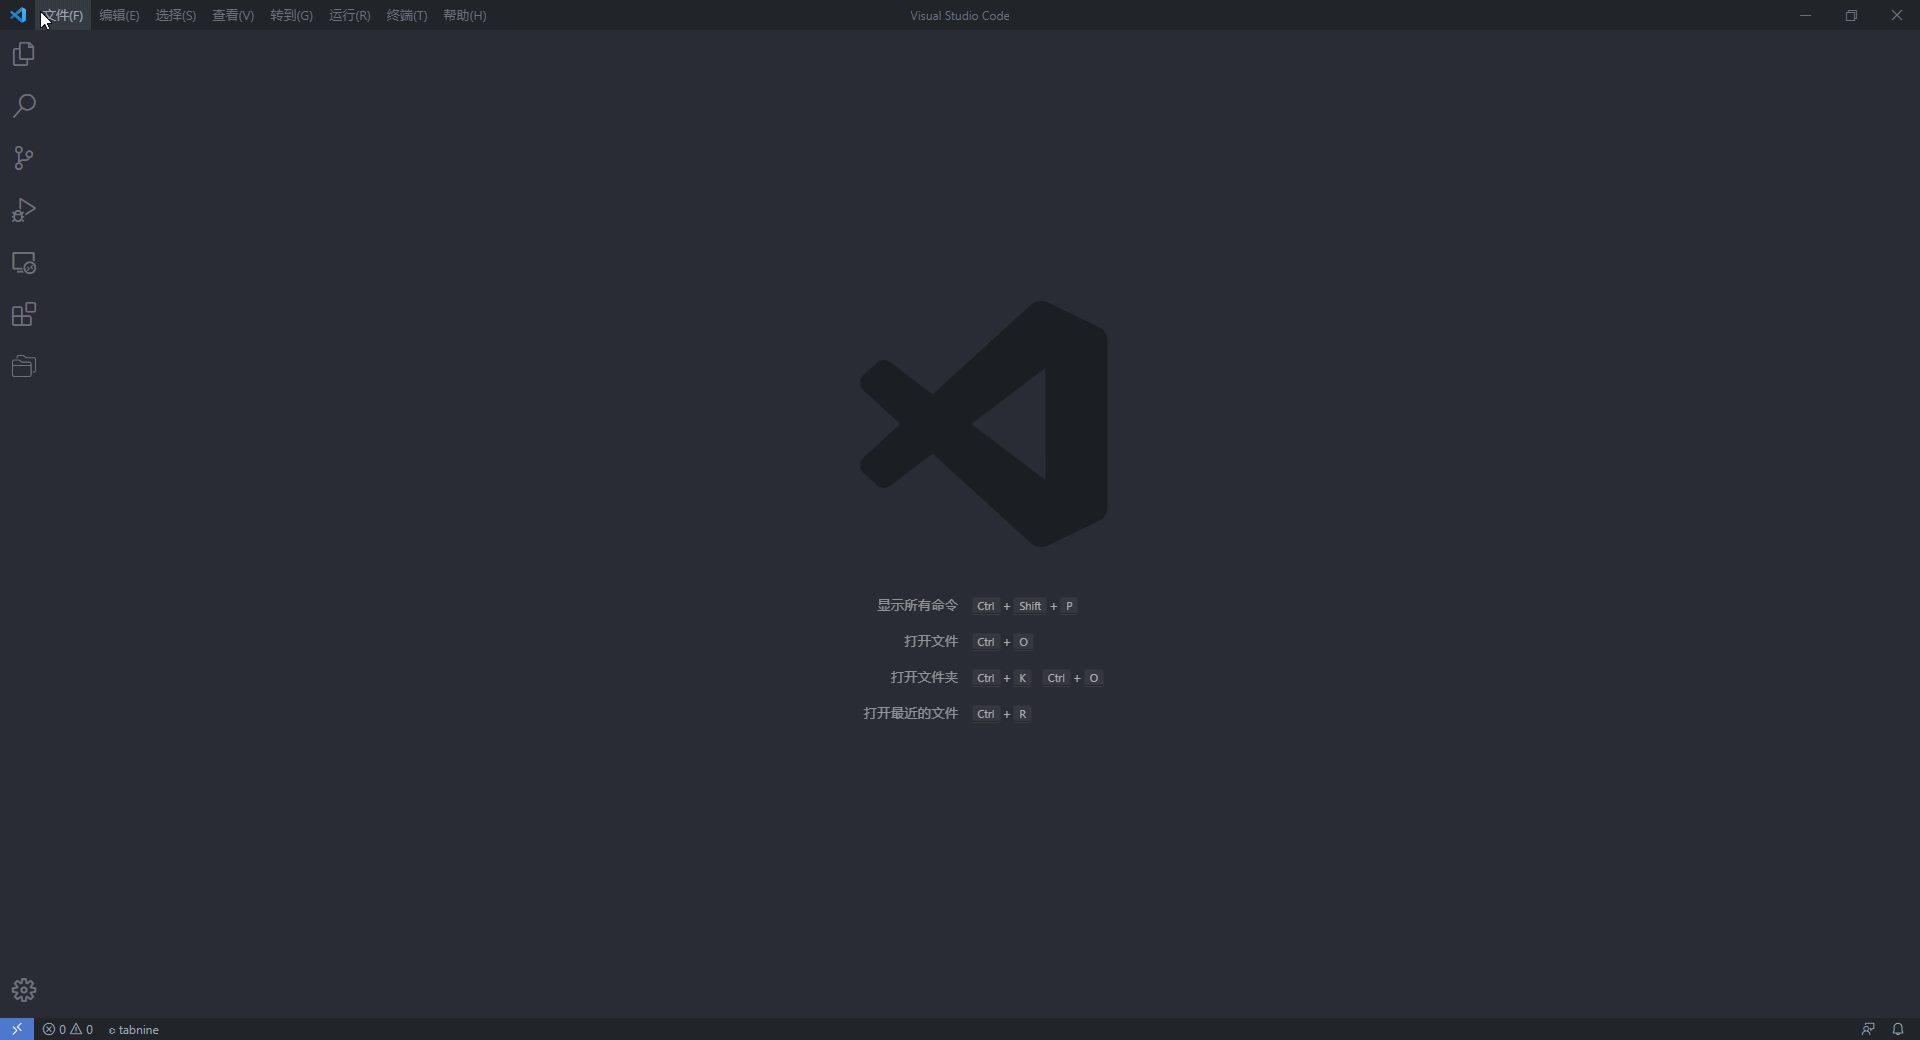 文件(F) 编辑(E) 选择(S) 查看(V) 转到(G) 运行(R) 终端(T) 帮助(H) Visual Studio Code
显示所有命令 Ctrl + Shift + P
打开文件 Ctrl + O
打开文件夹 Ctrl + K Ctrl + O
打开最近的文件 Ctrl + R
0 0 tabnine